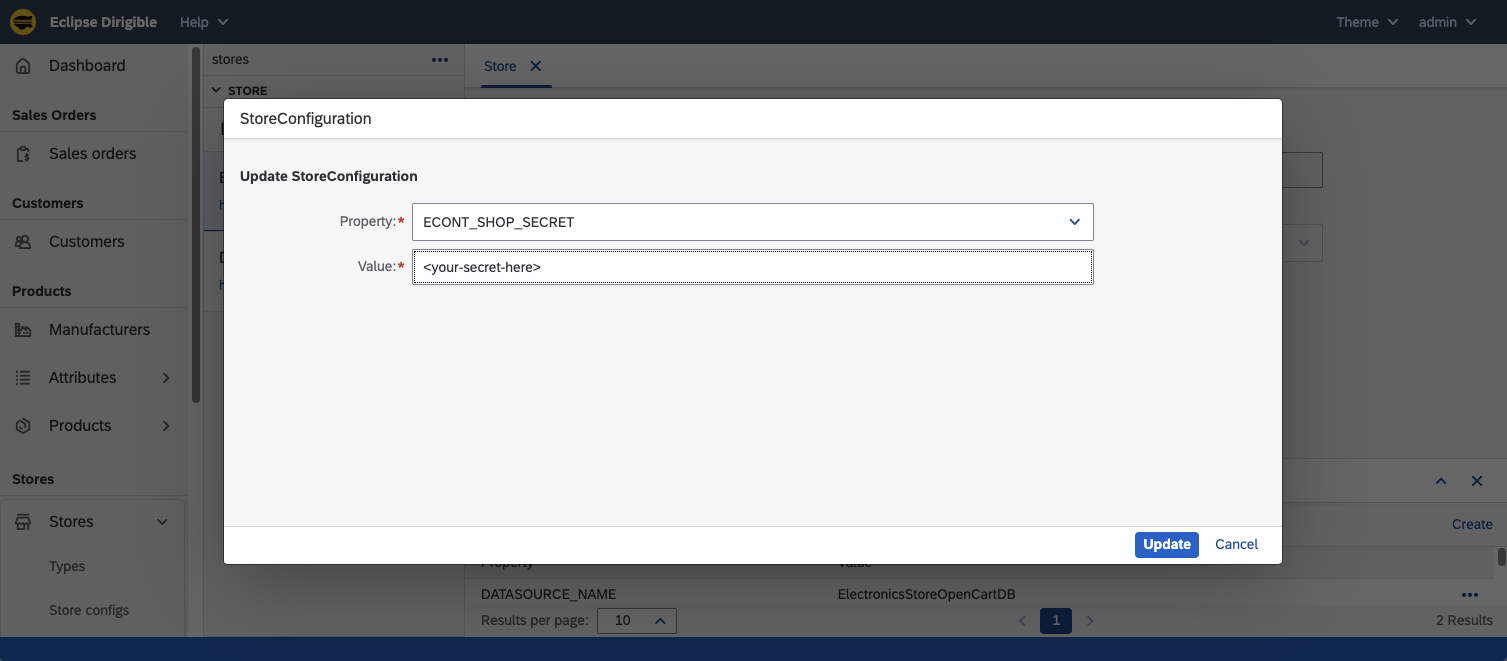 Eclipse Dirigible Help Theme admin
Dashboard
Sales Orders
Sales orders
Customers
Customers
Products
Manufacturers
Attributes
Products
Stores
Stores
Types
Store configs
stores
STORE
Store
StoreConfiguration
Update StoreConfiguration
Property:* ECONT_SHOP_SECRET
Value:* <your-secret-here>
Update Cancel
Create
Property Value
DATASOURCE_NAME ElectronicsStoreOpenCartDB
Results per page: 10 1 2 Results